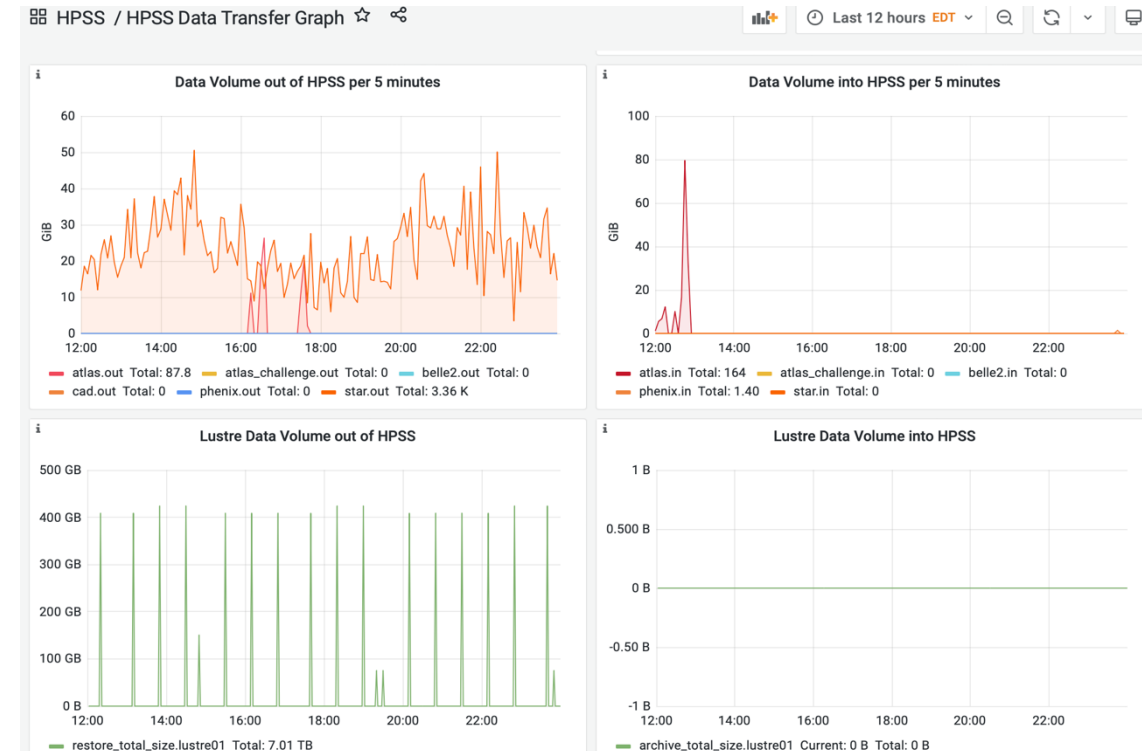 HPSS / HPSS Data Transfer Graph
Last 12 hours EDT
Data Volume out of HPSS per 5 minutes
60
50
40
30
20
10
0
GiB
12:00 14:00 16:00 18:00 20:00 22:00
atlas.out Total: 87.8 atlas_challenge.out Total: 0 belle2.out Total: 0
cad.out Total: 0 phenix.out Total: 0 star.out Total: 3.36 K
Data Volume into HPSS per 5 minutes
100
80
60
40
20
0
GiB
12:00 14:00 16:00 18:00 20:00 22:00
atlas.in Total: 164 atlas_challenge.in Total: 0 belle2.in Total: 0
phenix.in Total: 1.40 star.in Total: 0
Lustre Data Volume out of HPSS
500 GB
400 GB
300 GB
200 GB
100 GB
0 B
12:00 14:00 16:00 18:00 20:00 22:00
restore_total_size.lustre01 Total: 7.01 TB
Lustre Data Volume into HPSS
1 B
0.500 B
0 B
-0.50 B
-1 B
12:00 14:00 16:00 18:00 20:00 22:00
archive_total_size.lustre01 Current: 0 B Total: 0 B